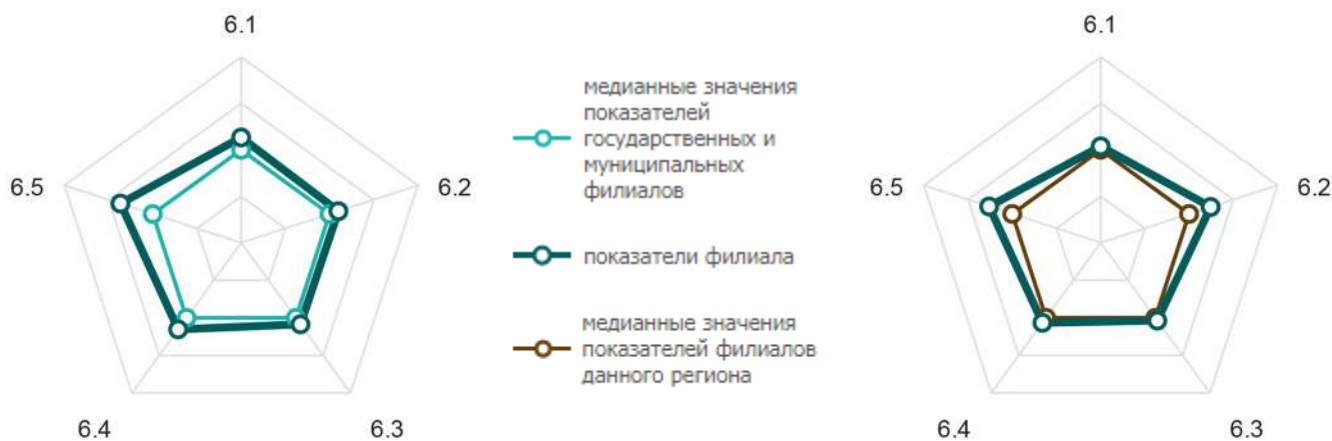 6.1
6.5
6.2
6.4
6.3
медианные значения
показателей
государственных и
муниципальных
филиалов
показатели филиала
медианные значения
показателей филиалов
данного региона
6.1
6.5
6.2
6.4
6.3